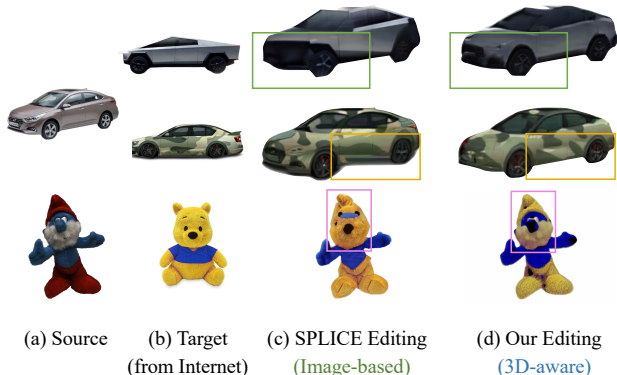 (a) Source
(b) Target
(from Internet)
(c) SPLICE Editing
(Image-based)
(d) Our Editing
(3D-aware)